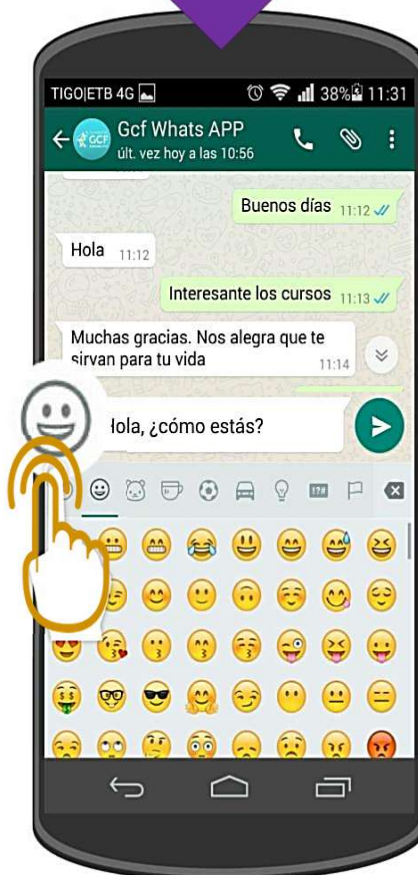 TIGO|ETB 4G 38% 11:31
GCF Gcf Whats APP
últ. vez hoy a las 10:56
Buenos días 11:12
Hola 11:12
Interesante los cursos 11:13
Muchas gracias. Nos alegra que te
sirvan para tu vida 11:14
Hola, ¿cómo estás?
!?#